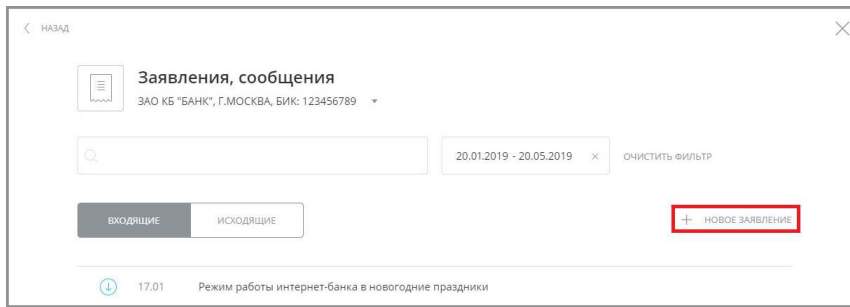 НАЗАД
Заявления, сообщения
ЗАО КБ "БАНК", Г.МОСКВА, БИК: 123456789
20.01.2019 - 20.05.2019 × ОЧИСТИТЬ ФИЛЬТР
ВХОДЯЩИЕ ИСХОДЯЩИЕ + НОВОЕ ЗАЯВЛЕНИЕ
17.01 Режим работы интернет-банка в новогодние праздники